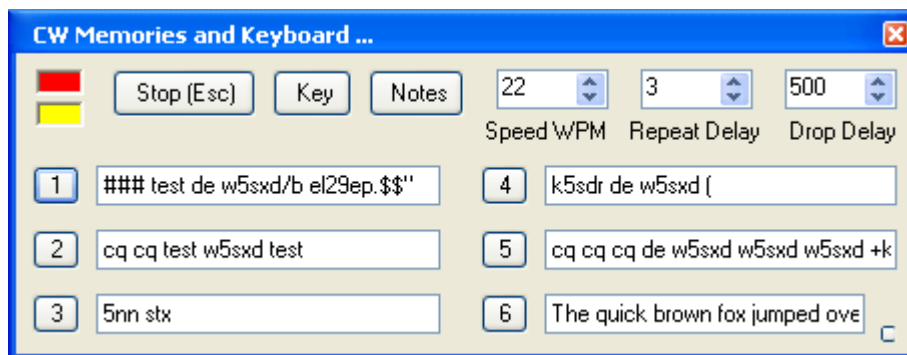 CW Memories and Keyboard ...
Stop (Esc) Key Notes 22 3 500
Speed WPM Repeat Delay Drop Delay
1 ### test de w5sxd/b el29ep.$$" 4 k5sdr de w5sxd (
2 cq cq test w5sxd test 5 cq cq cq de w5sxd w5sxd w5sxd +k
3 5nn stx 6 The quick brown fox jumped ove